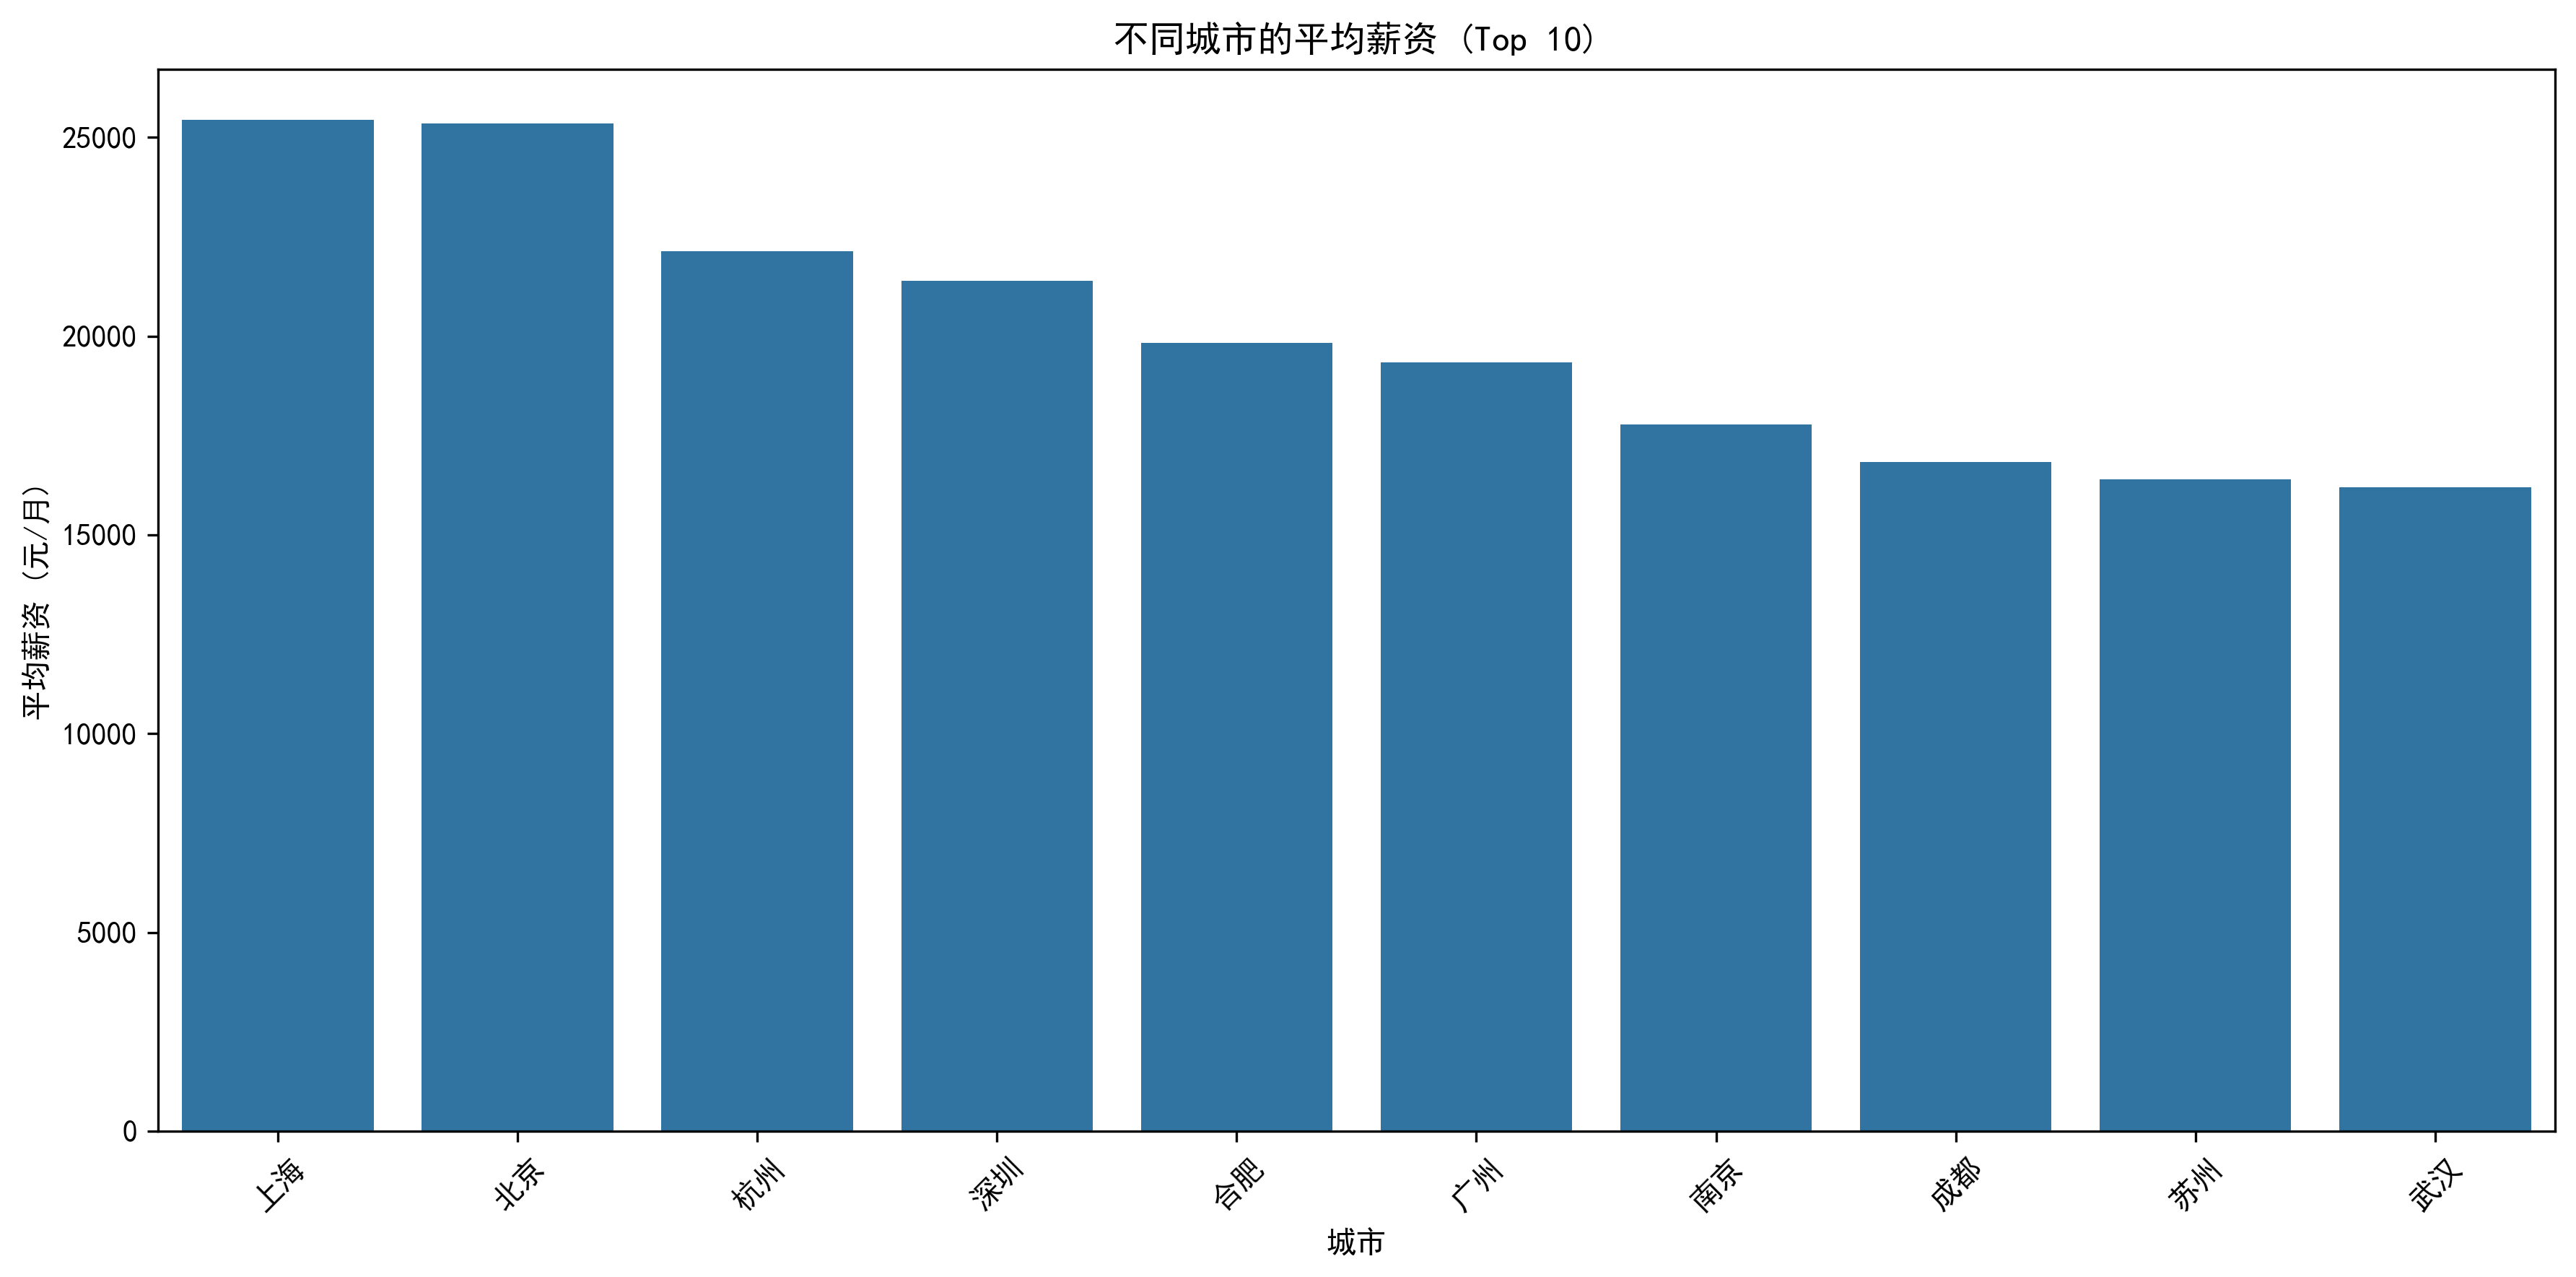 不同城市的平均薪资 (Top 10)
平均薪资 (元/月)
25000
20000
15000
10000
5000
0
上海
北京
杭州
深圳
合肥
广州
南京
成都
苏州
武汉
城市